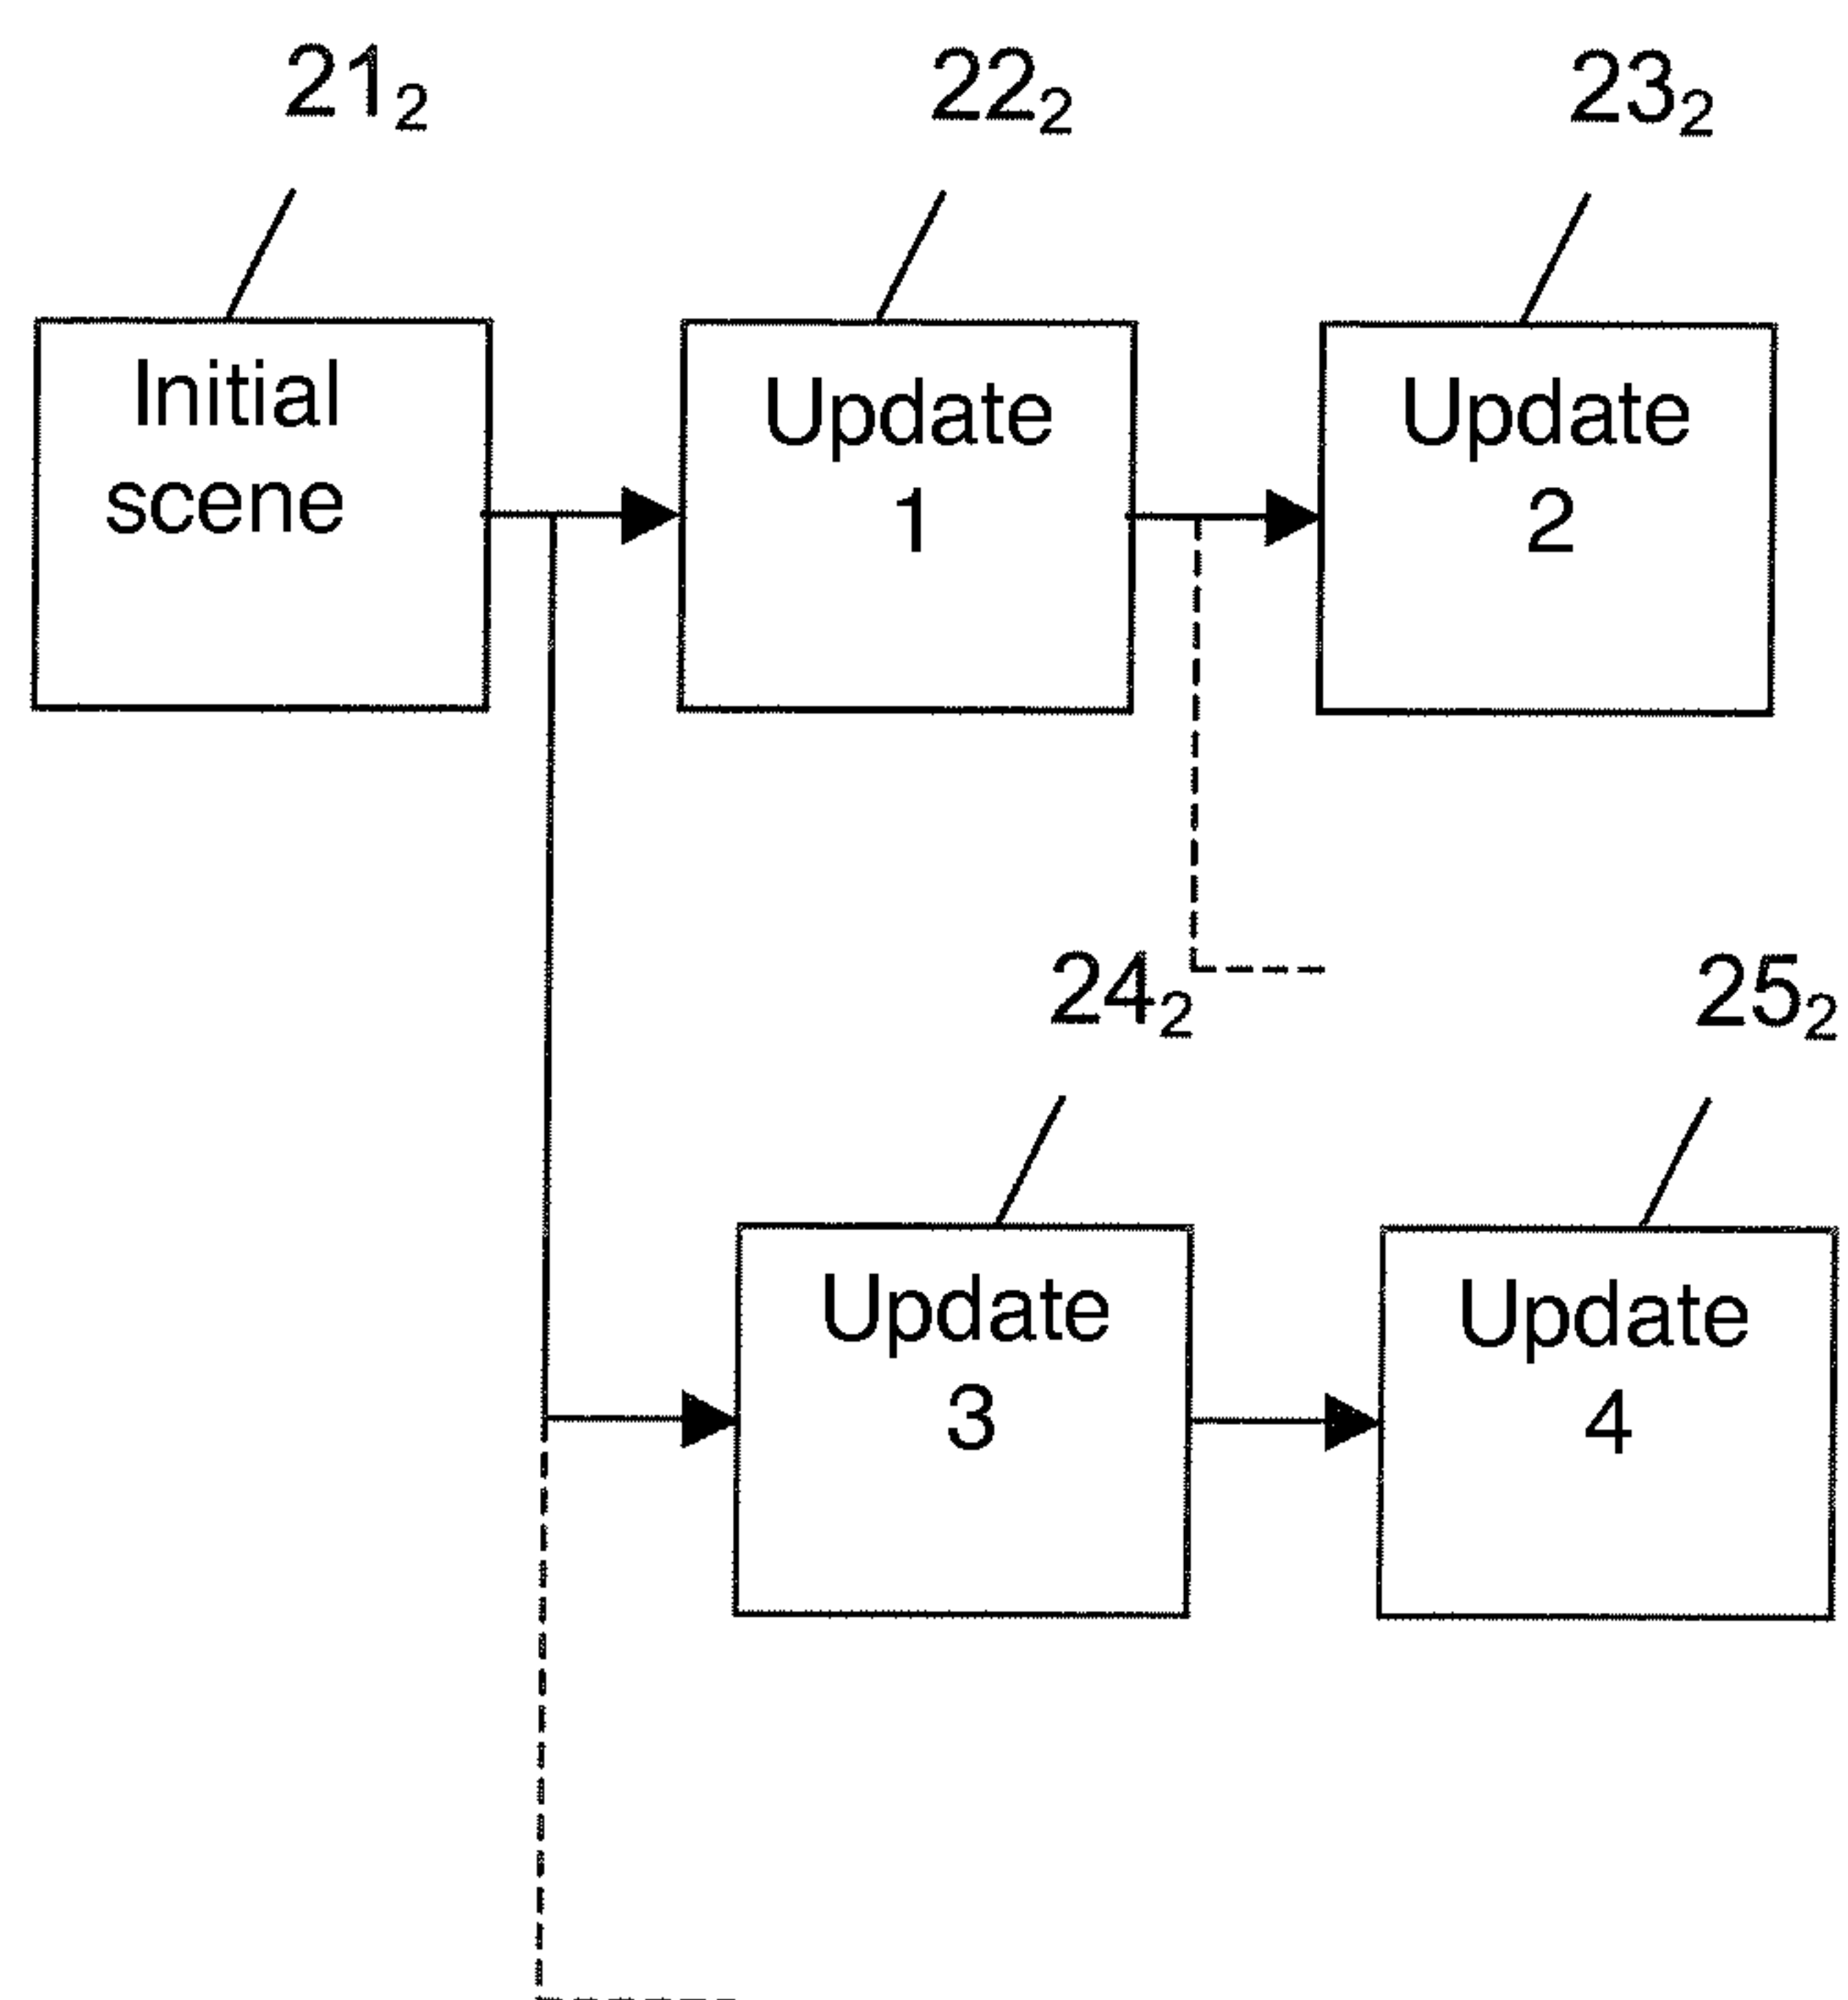 21₂ 22₂ 23₂
Initial
scene
Update
1
Update
2
24₂ 25₂
Update
3
Update
4